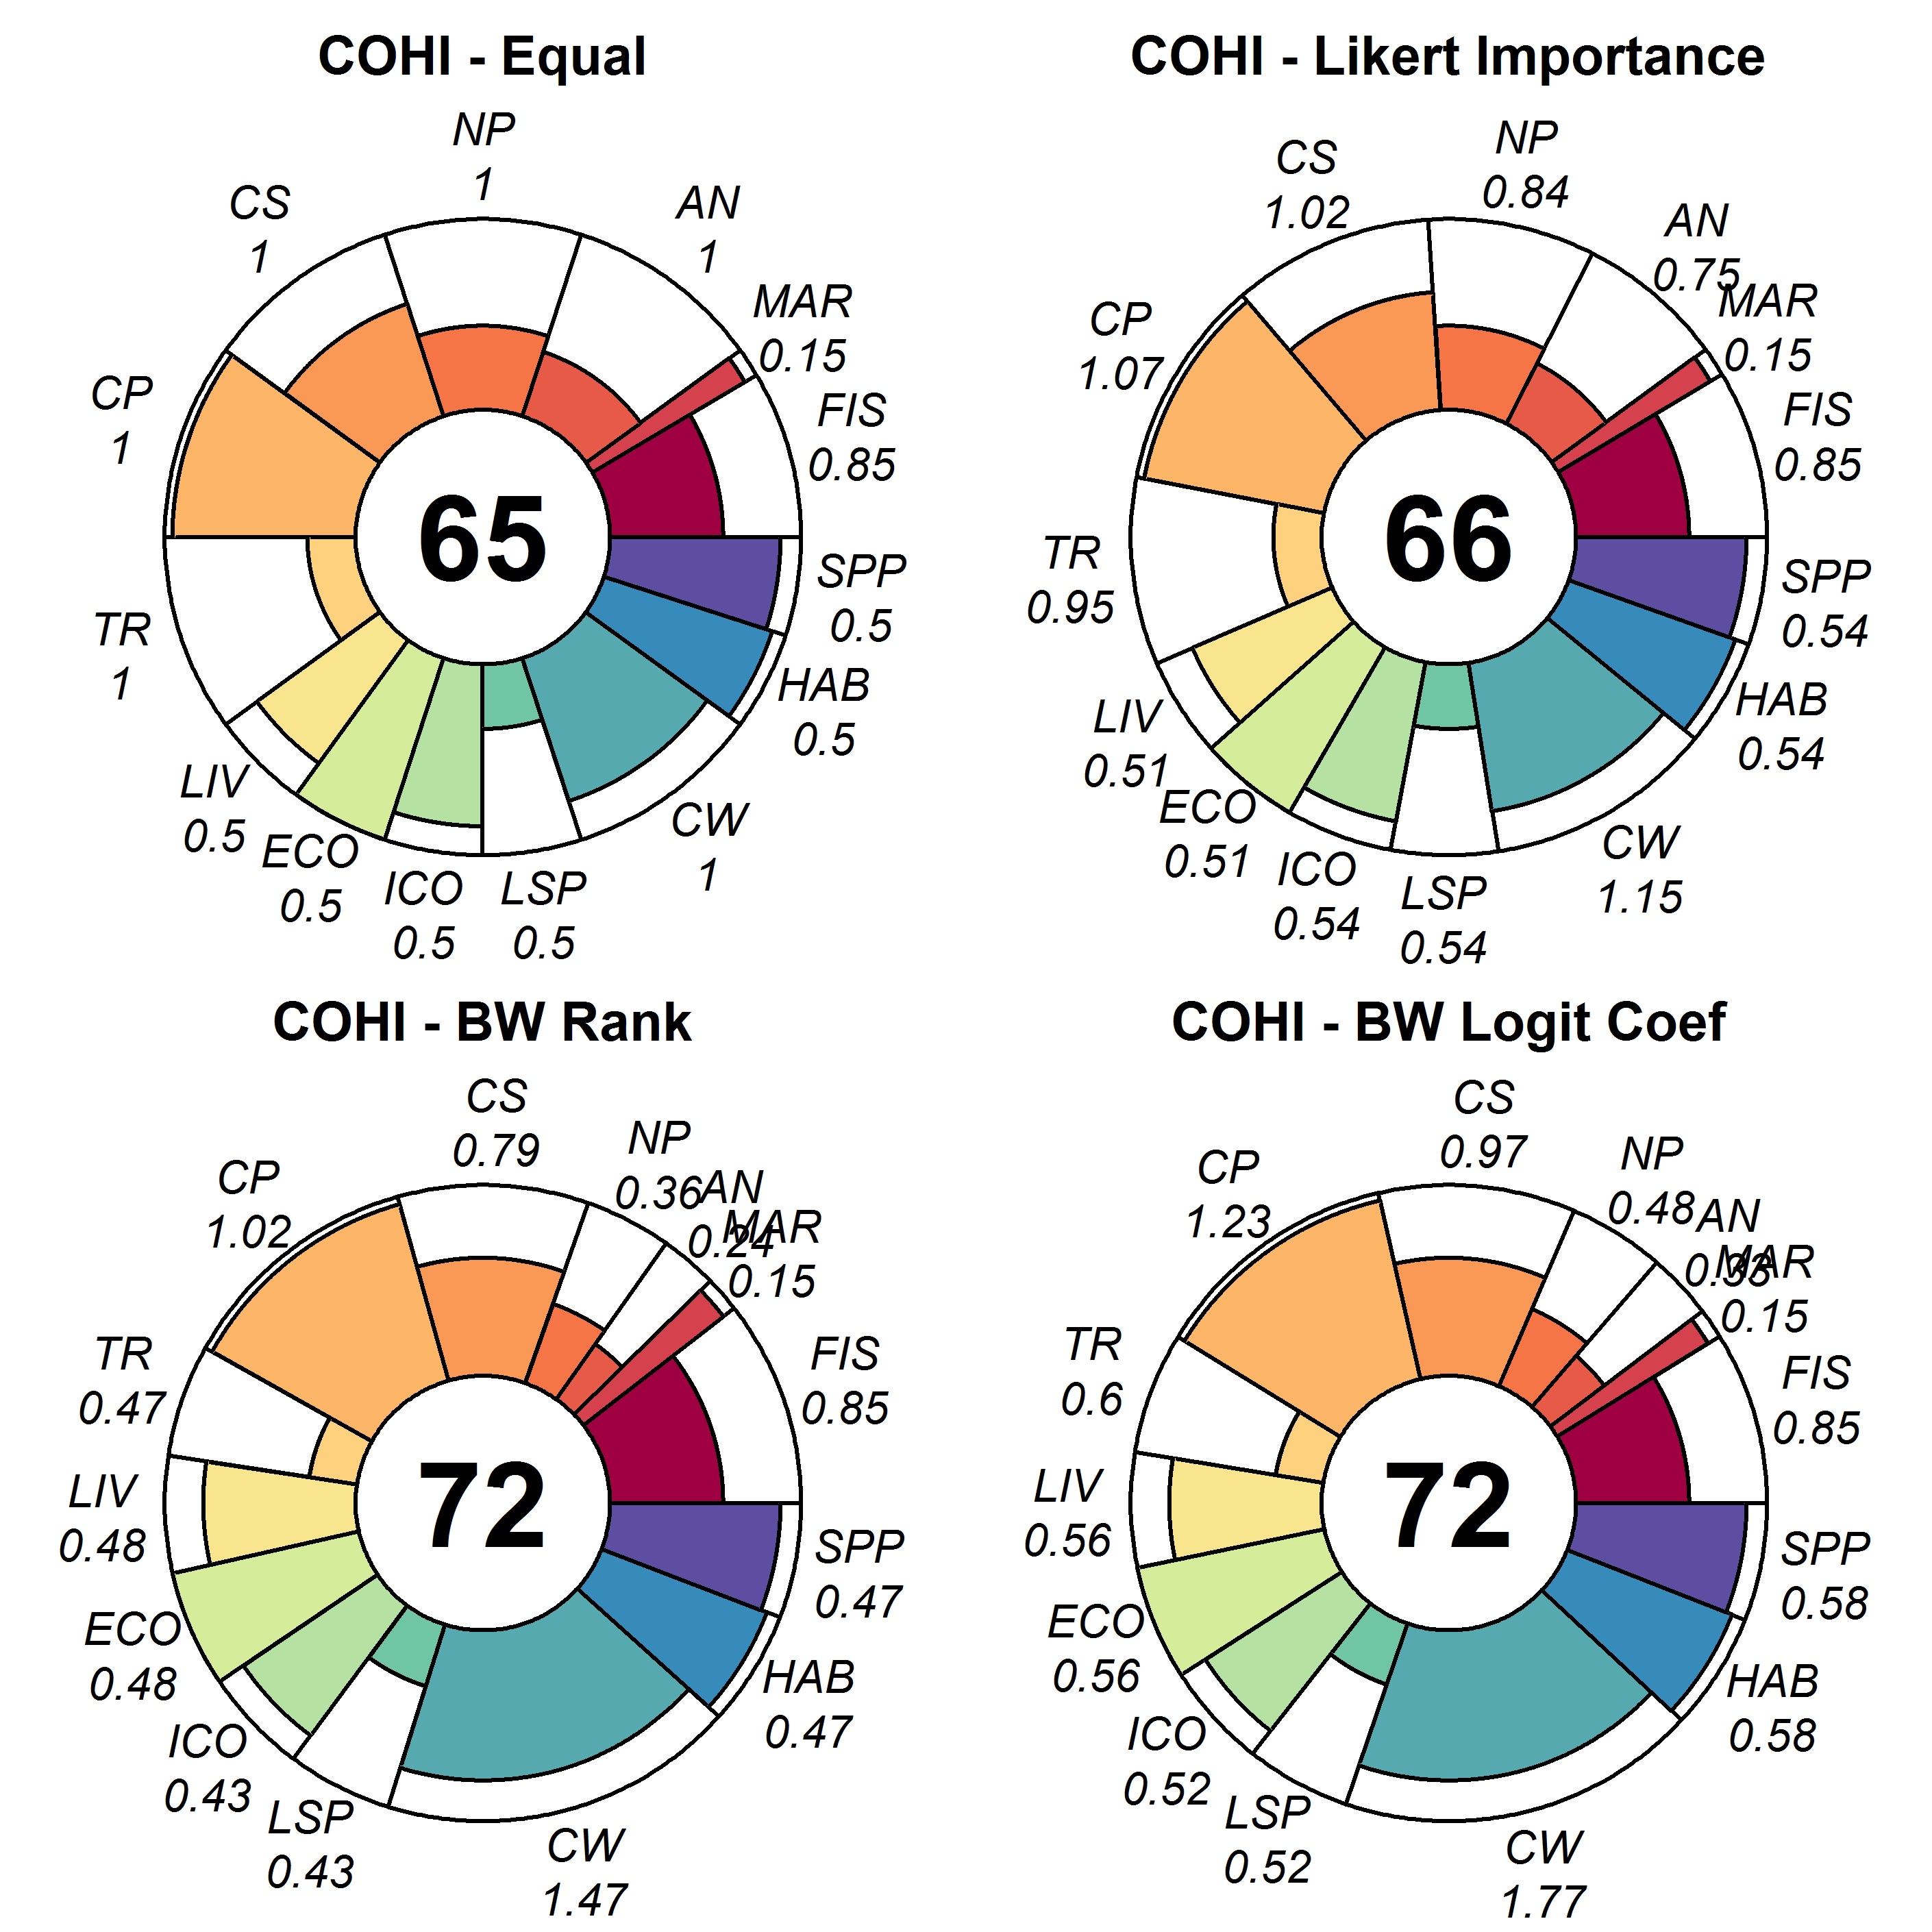 COHI - Equal
NP
1
CS
1
AN
1
MAR
0.15
CP
1
FIS
0.85
65
SPP
0.5
TR
1
HAB
0.5
LIV
0.5
CW
1
ECO
0.5
ICO
0.5
LSP
0.5
COHI - Likert Importance
NP
0.84
CS
1.02
AN
0.75
MAR
0.15
CP
1.07
FIS
0.85
66
TR
0.95
SPP
0.54
HAB
0.54
LIV
0.51
ECO
0.51
CW
1.15
ICO
0.54
LSP
0.54
COHI - BW Rank
CS
0.79
NP
0.36
CP
1.02
AN
0.24
MAR
0.15
TR
0.47
FIS
0.85
72
LIV
0.48
SPP
0.47
ECO
0.48
HAB
0.47
ICO
0.43
LSP
0.43
CW
1.47
COHI - BW Logit Coef
CS
0.97
NP
0.48
CP
1.23
AN
0.33
MAR
0.15
TR
0.6
FIS
0.85
72
LIV
0.56
SPP
0.58
ECO
0.56
HAB
0.58
ICO
0.52
LSP
0.52
CW
1.77